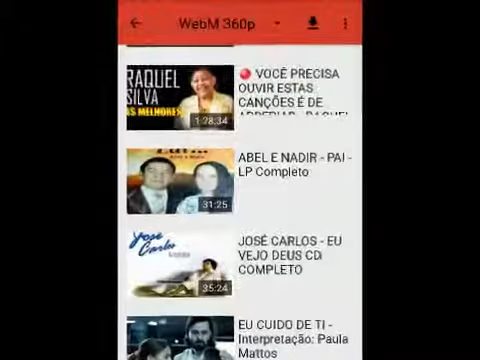 WebM 360p
RAQUEL
SILVA
AS MELHORES
1:28:34
🔴 VOCÊ PRECISA
OUVIR ESTAS
CANÇÕES É DE
31:25
ABEL E NADIR - PAI -
LP Completo
José
Carlos
35:24
JOSÉ CARLOS - EU
VEJO DEUS CD
COMPLETO
EU CUIDO DE TI -
Interpretação: Paula
Mattos